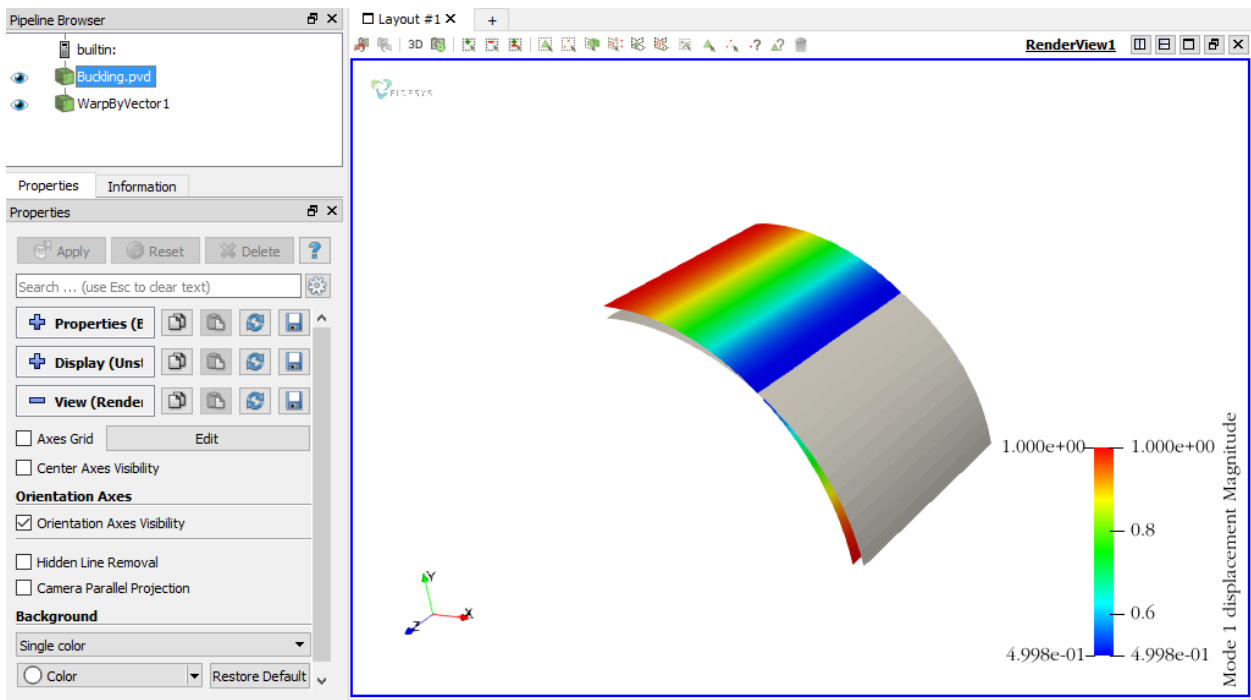 Pipeline Browser
builtin:
Buckling.pvd
WarpByVector1
Properties Information
Properties
Apply Reset Delete ?
Search ... (use Esc to clear text)
Properties (E
Display (Uns
View (Render
Axes Grid Edit
Center Axes Visibility
Orientation Axes
Orientation Axes Visibility
Hidden Line Removal
Camera Parallel Projection
Background
Single color
Color Restore Default
Layout #1 +
3D RenderView1
FIDESYS
Y
X
Z
1.000e+00 1.000e+00
0.8
0.6
4.998e-01 4.998e-01
Mode 1 displacement Magnitude